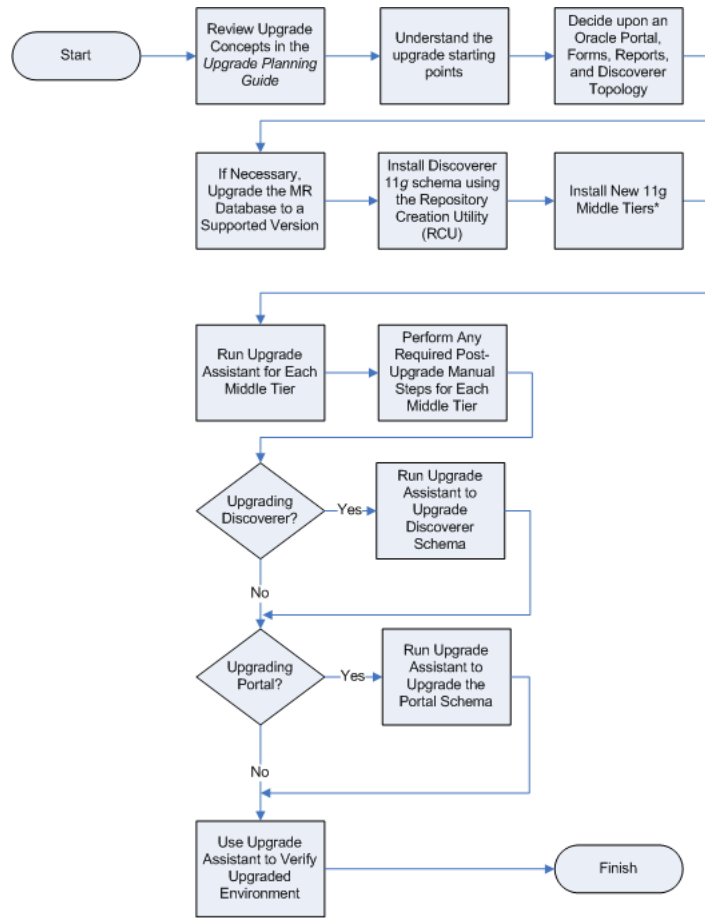 Start
Review Upgrade
Concepts in the
Upgrade Planning
Guide
Understand the
upgrade starting
points
Decide upon an
Oracle Portal,
Forms, Reports,
and Discoverer
Topology
If Necessary,
Upgrade the MR
Database to a
Supported Version
Install Discoverer
11g schema using
the Repository
Creation Utility
(RCU)
Install New 11g
Middle Tiers*
Run Upgrade
Assistant for Each
Middle Tier
Perform Any
Required Post-
Upgrade Manual
Steps for Each
Middle Tier
Upgrading
Discoverer?
Yes
Run Upgrade
Assistant to
Upgrade
Discoverer
Schema
No
Upgrading
Portal?
Yes
Run Upgrade
Assistant to
Upgrade the
Portal Schema
No
Use Upgrade
Assistant to Verify
Upgraded
Environment
Finish